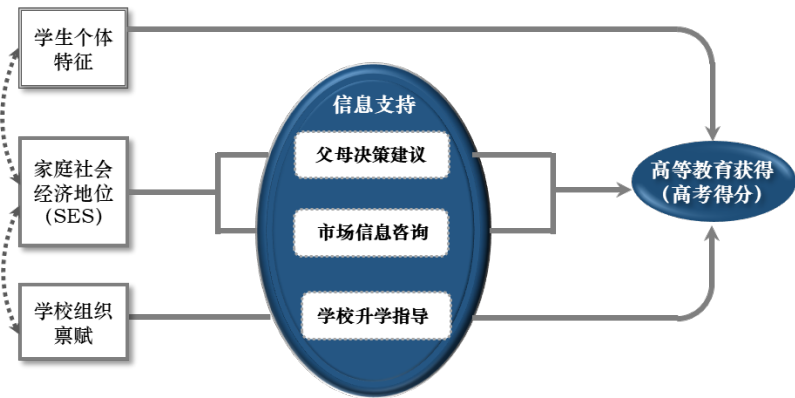 学生个体
特征
家庭社会
经济地位
(SES)
学校组织
禀赋
信息支持
父母决策建议
市场信息咨询
学校升学指导
高等教育获得
(高考得分)